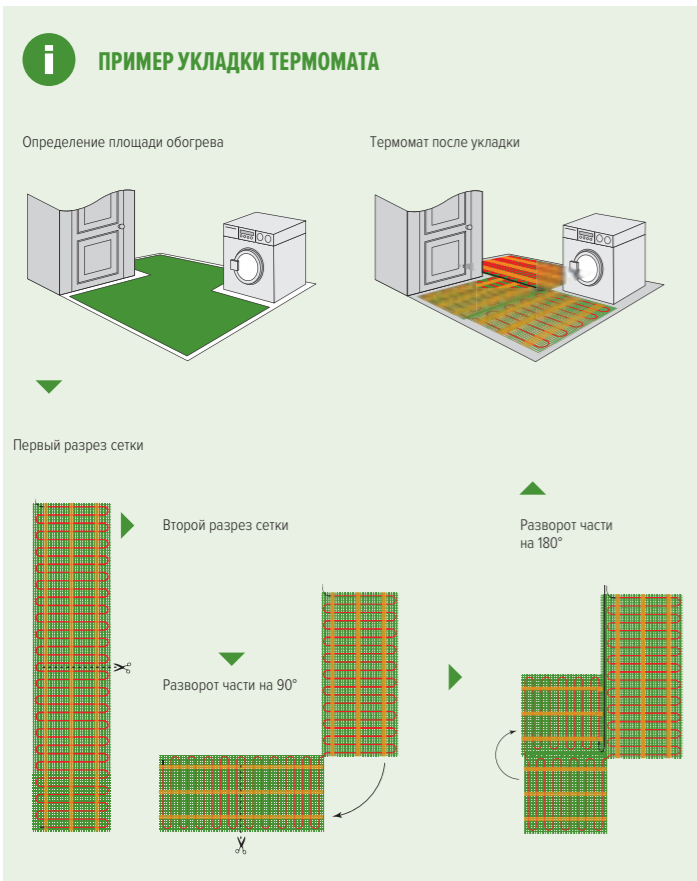 i
ПРИМЕР УКЛАДКИ ТЕРМОМАТА
Определение площади обогрева
Термомат после укладки
Первый разрез сетки
Второй разрез сетки
Разворот части
на 180°
Разворот части на 90°